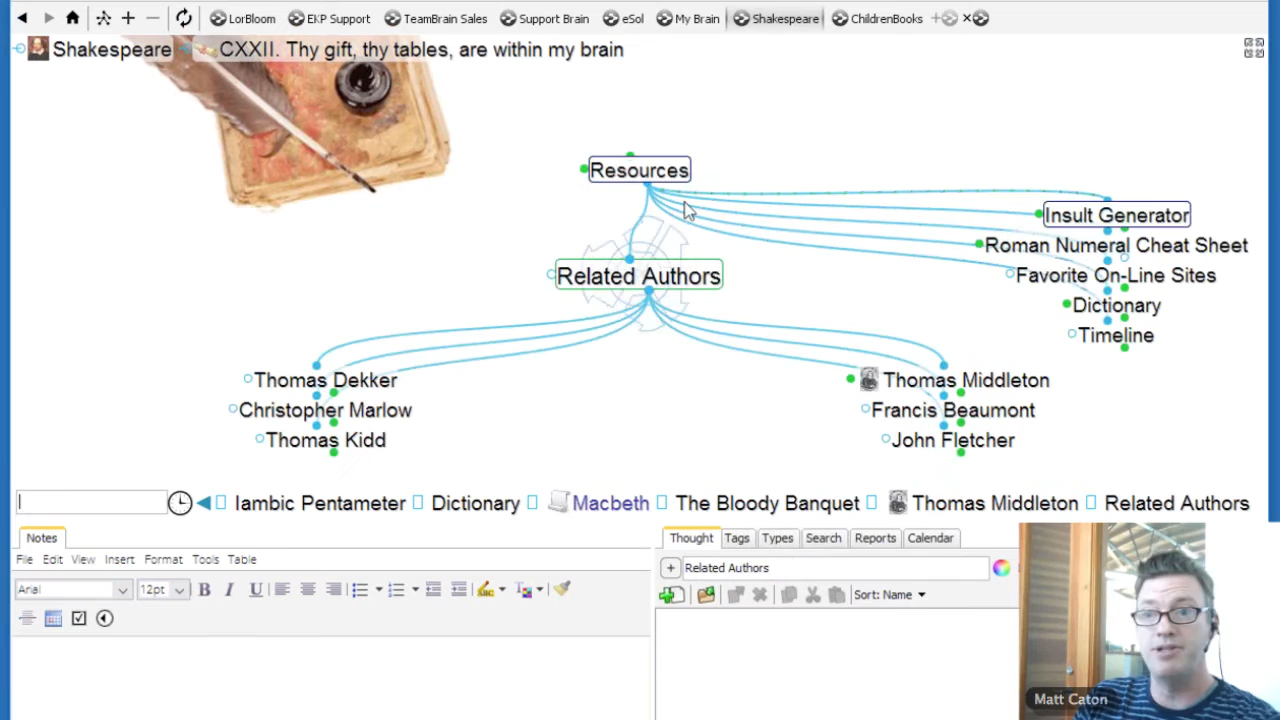 LorBloom EKP Support TeamBrain Sales Support Brain eSol My Brain Shakespeare ChildrenBooks
Shakespeare CXXII. Thy gift, thy tables, are within my brain
Resources
Insult Generator
Roman Numeral Cheat Sheet
Favorite On-Line Sites
Dictionary
Timeline
Related Authors
Thomas Dekker
Christopher Marlow
Thomas Kidd
Thomas Middleton
Francis Beaumont
John Fletcher
Iambic Pentameter Dictionary Macbeth The Bloody Banquet Thomas Middleton Related Authors
Notes
File Edit View Insert Format Tools Table
Arial 12pt B I U ABC T
Thought Tags Types Search Reports Calendar
Related Authors
Sort: Name
Matt Caton